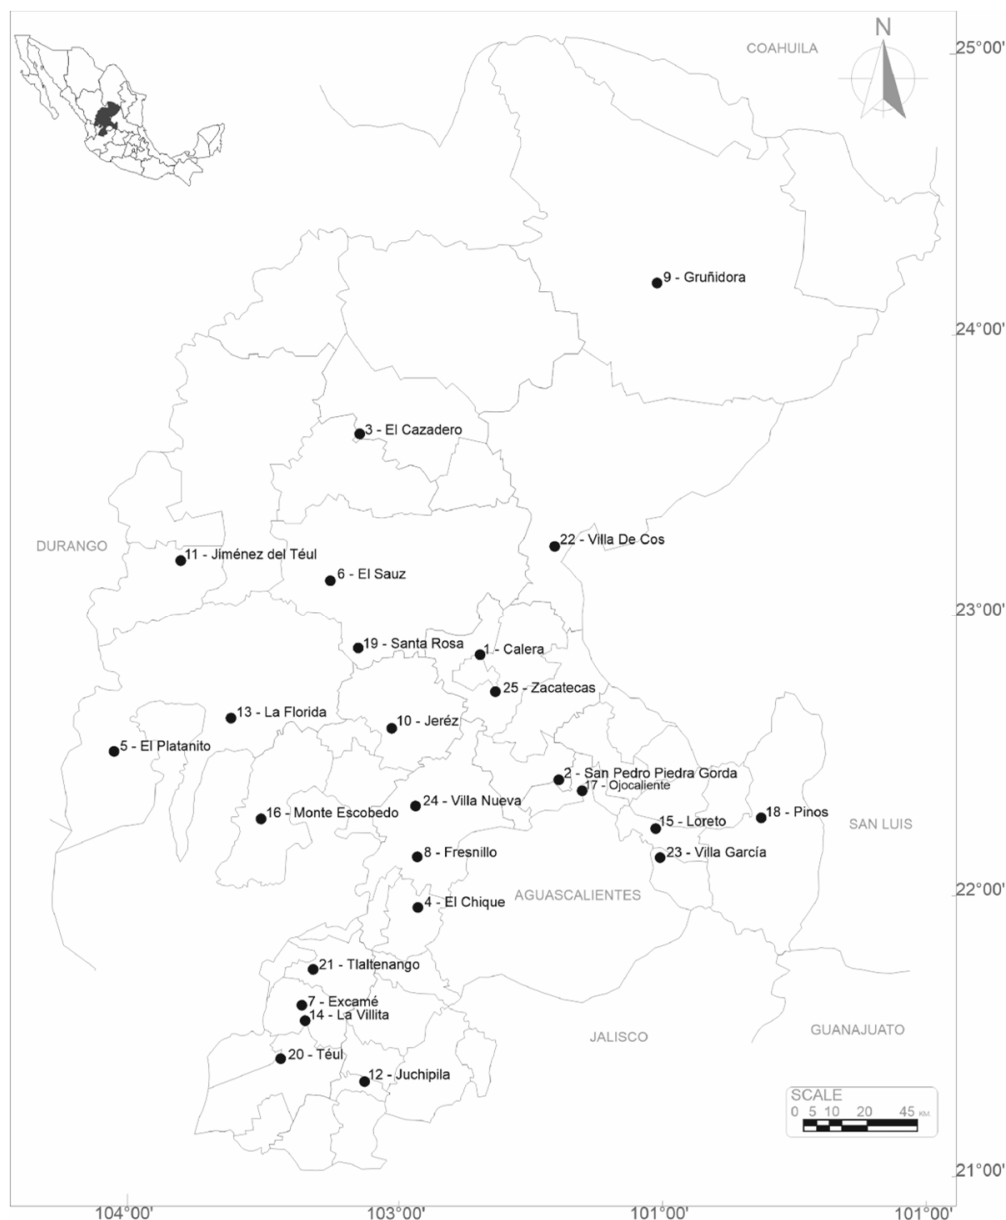 COAHUILA
N
25°00'
9 - Gruñidora
24°00'
3 - El Cazadero
22 - Villa De Cos
DURANGO
11 - Jiménez del Téul
6 - El Sauz
23°00'
19 - Santa Rosa
1 - Calera
25 - Zacatecas
13 - La Florida
10 - Jeréz
5 - El Platanito
2 - San Pedro Piedra Gorda
17 - Ojocaliente
24 - Villa Nueva
16 - Monte Escobedo
18 - Pinos
15 - Loreto
SAN LUIS
8 - Fresnillo
23 - Villa García
22°00'
4 - El Chique
AGUASCALIENTES
21 - Tlaltenango
7 - Excamé
14 - La Villita
JALISCO
GUANAJUATO
20 - Téul
12 - Juchipila
SCALE
0 5 10 20 45 KM.
21°00'
104°00' 103°00' 101°00' 101°00'